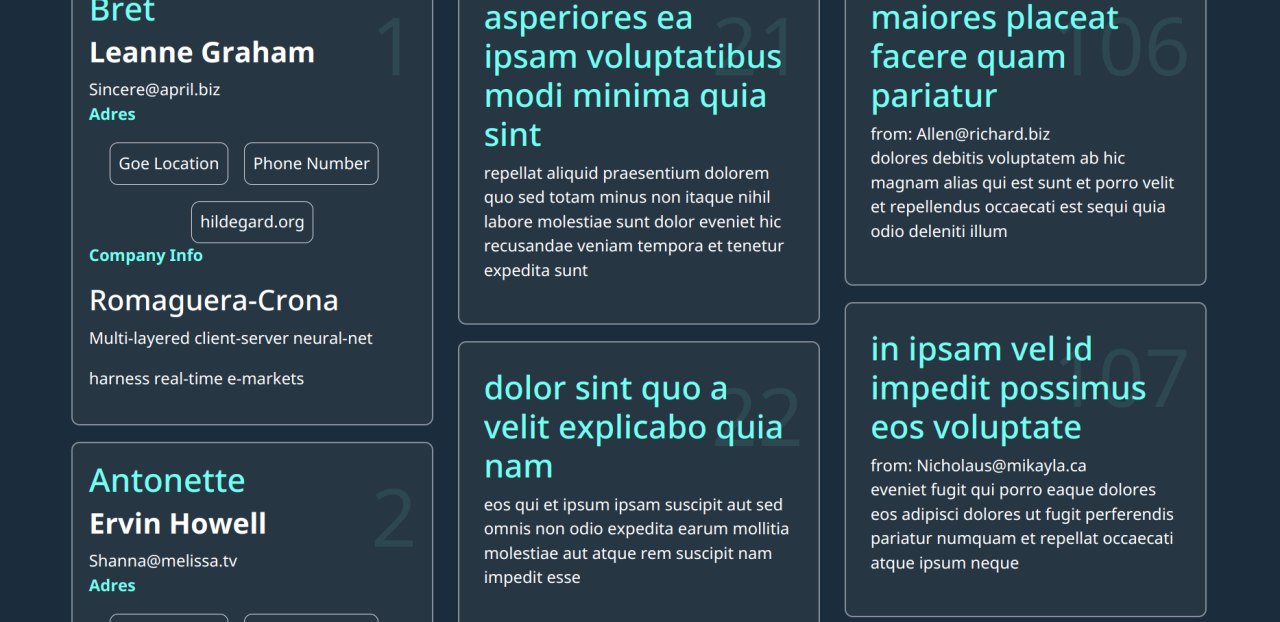 Bret
Leanne Graham
1
Sincere@april.biz
Adres
Goe Location
Phone Number
hildegard.org
Company Info
Romaguera-Crona
Multi-layered client-server neural-net
harness real-time e-markets
Antonette
Ervin Howell
2
Shanna@melissa.tv
Adres
asperiores ea
ipsam voluptatibus
modi minima quia
sint
21
repellat aliquid praesentium dolorem
quo sed totam minus non itaque nihil
labore molestiae sunt dolor eveniet hic
recusandae veniam tempora et tenetur
expedita sunt
dolor sint quo a
velit explicabo quia
nam
22
eos qui et ipsum ipsam suscipit aut sed
omnis non odio expedita earum mollitia
molestiae aut atque rem suscipit nam
impedit esse
maiores placeat
facere quam
pariatur
106
from: Allen@richard.biz
dolores debitis voluptatem ab hic
magnam alias qui est sunt et porro velit
et repellendus occaecati est sequi quia
odio deleniti illum
in ipsam vel id
impedit possimus
eos voluptate
107
from: Nicholaus@mikayla.ca
eveniet fugit qui porro eaque dolores
eos adipisci dolores ut fugit perferendis
pariatur numquam et repellat occaecati
atque ipsum neque